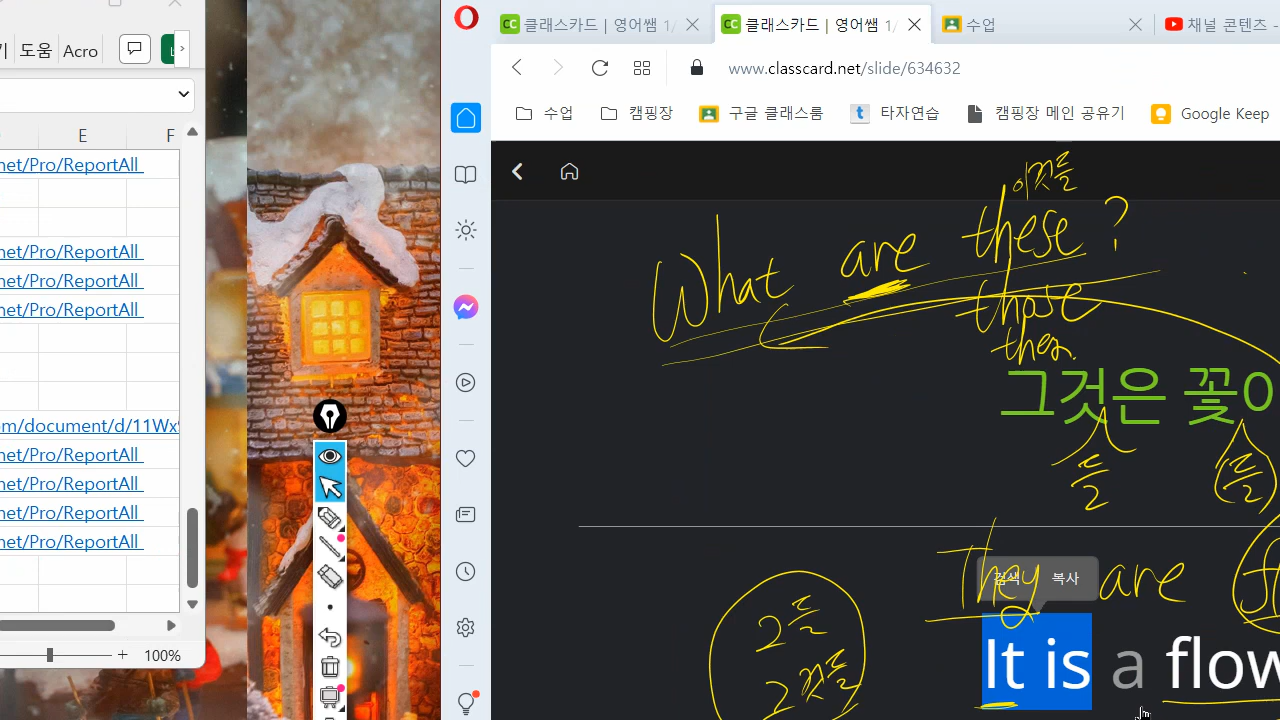 클래스카드 | 영어쌤 1/
클래스카드 | 영어쌤 1/
수업
채널 콘텐츠 -
www.classcard.net/slide/634632
수업
캠핑장
구글 클래스룸
타자연습
캠핑장 메인 공유기
Google Keep
도움 Acro
E F
net/Pro/ReportAll
net/Pro/ReportAll
net/Pro/ReportAll
net/Pro/ReportAll
em/document/d/11Wx
net/Pro/ReportAll
net/Pro/ReportAll
net/Pro/ReportAll
net/Pro/ReportAll
100%
이것들
What are these?
those
그것은 꽃이
들
(들)
They are
검색 복사
그들
그것들
It is a flow